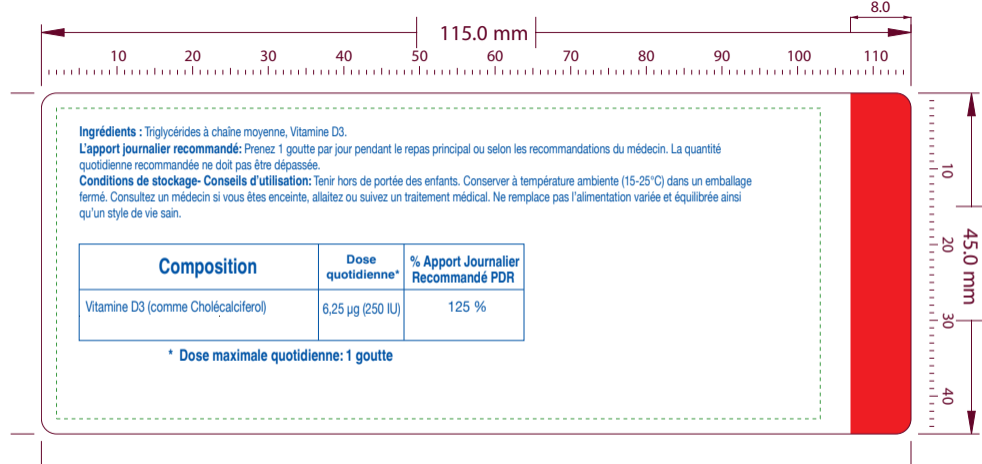 8.0
115.0 mm
10 20 30 40 50 60 70 80 90 100 110
Ingrédients : Triglycérides à chaîne moyenne, Vitamine D3.
L'apport journalier recommandé: Prenez 1 goutte par jour pendant le repas principal ou selon les recommandations du médecin. La quantité
quotidienne recommandée ne doit pas être dépassée.
Conditions de stockage- Conseils d'utilisation: Tenir hors de portée des enfants. Conserver à température ambiente (15-25°C) dans un emballage
fermé. Consultez un médecin si vous êtes enceinte, allaitez ou suivez un traitement médical. Ne remplace pas l'alimentation variée et équilibrée ainsi
qu'un style de vie sain.
Composition
Dose
quotidienne*
% Apport Journalier
Recommandé PDR
Vitamine D3 (comme Cholécalciferol)
6,25 µg (250 IU)
125 %
* Dose maximale quotidienne: 1 goutte
10
20
30
40
45.0 mm